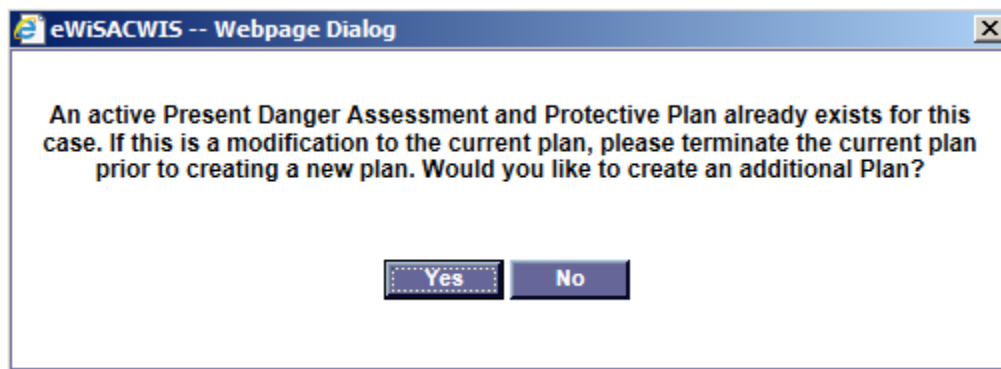 eWiSACWIS -- Webpage Dialog
An active Present Danger Assessment and Protective Plan already exists for this
case. If this is a modification to the current plan, please terminate the current plan
prior to creating a new plan. Would you like to create an additional Plan?
Yes No